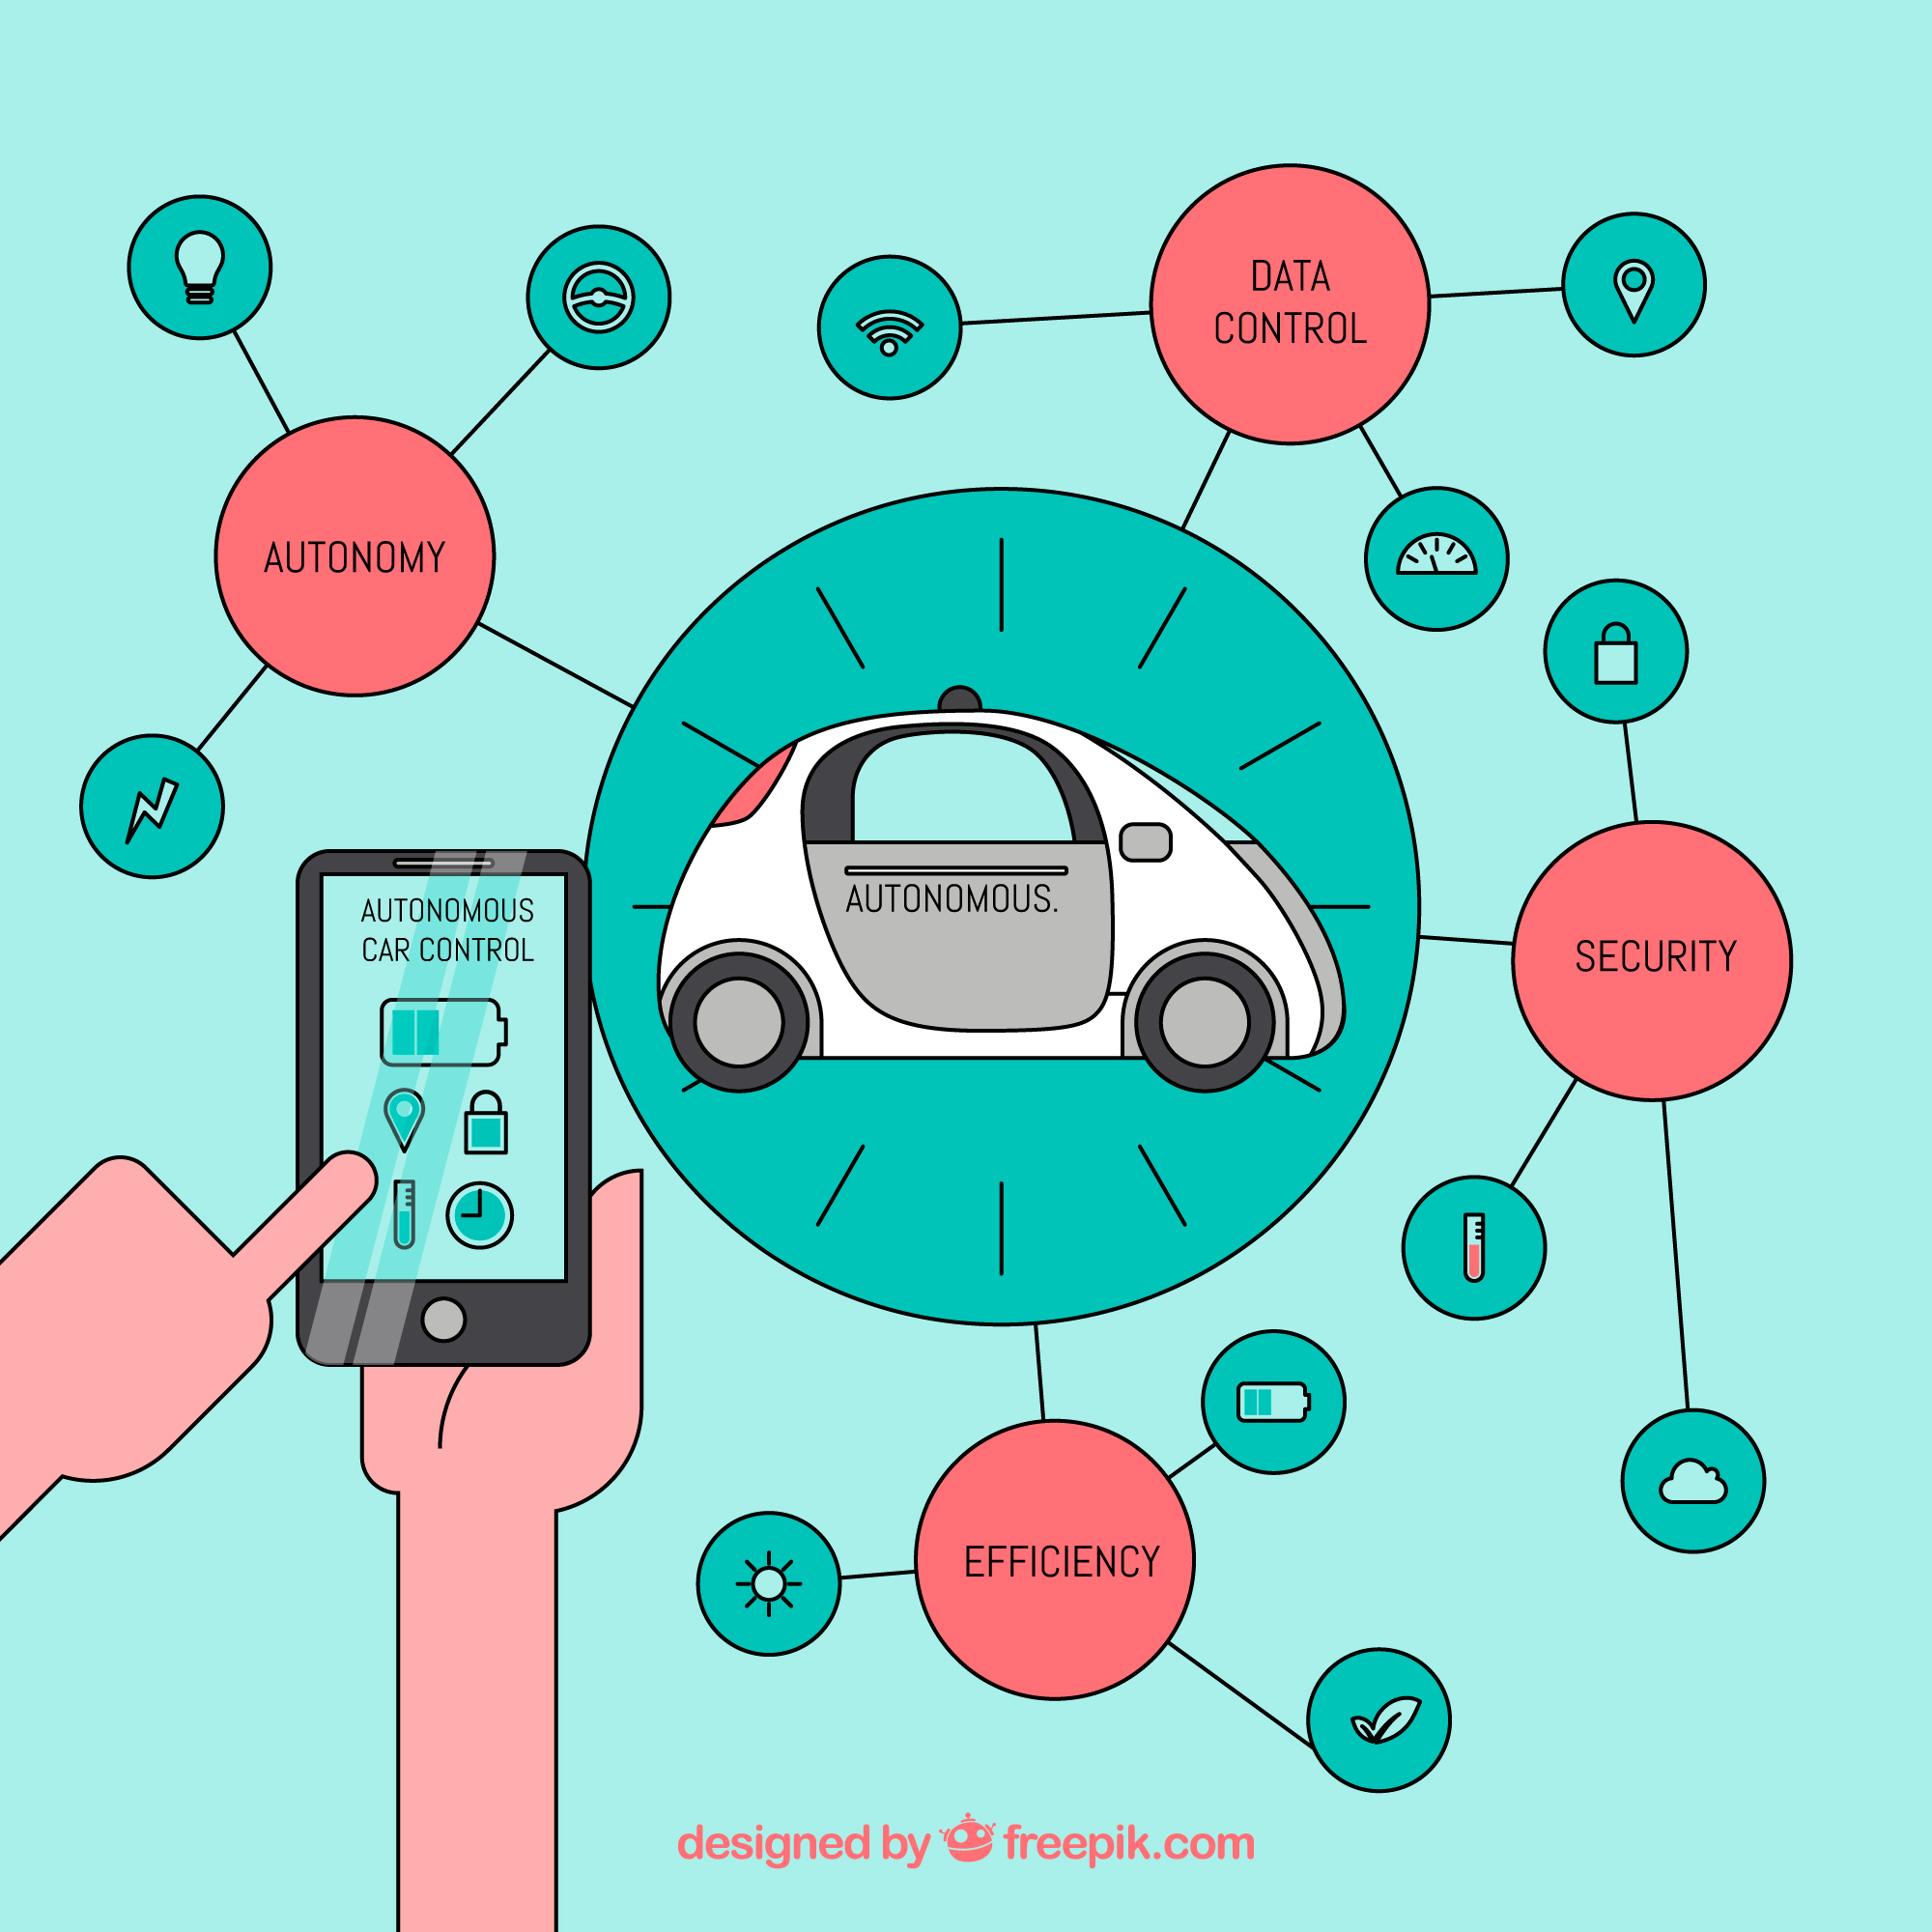 DATA
CONTROL
AUTONOMY
AUTONOMOUS.
AUTONOMOUS
CAR CONTROL
SECURITY
EFFICIENCY
designed by freepik.com